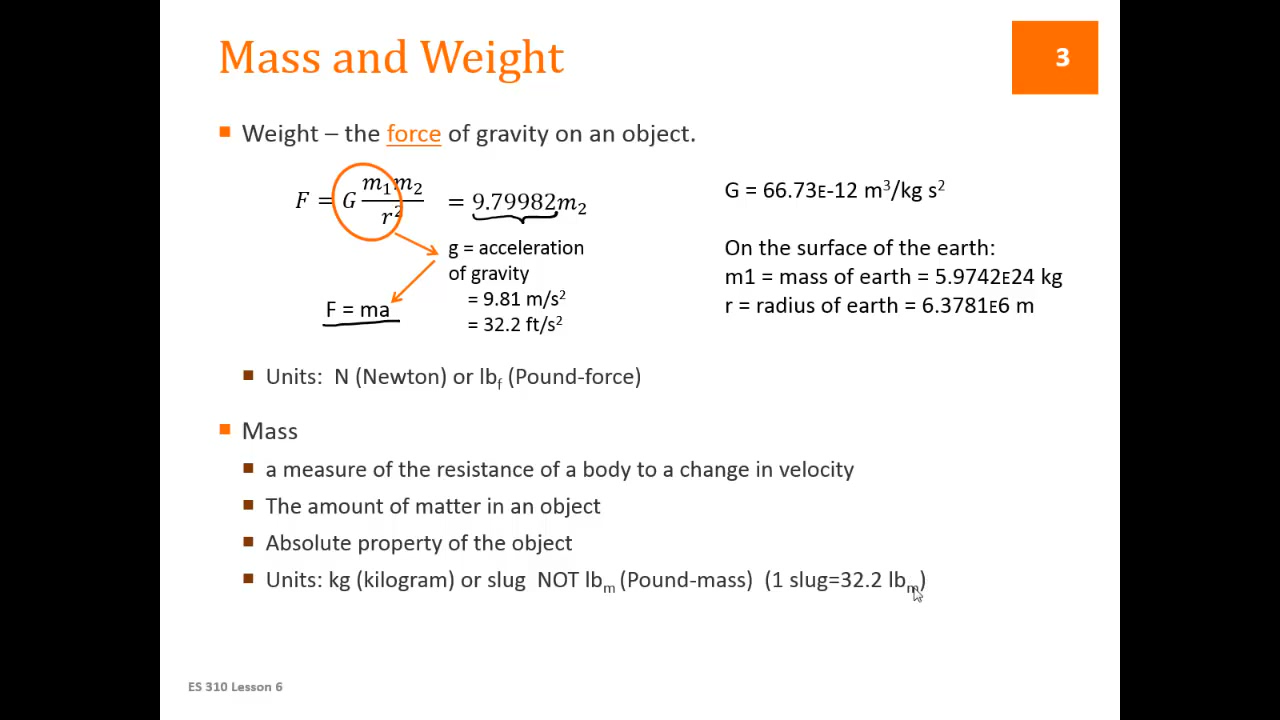 Mass and Weight
3
Weight – the force of gravity on an object.
F = G m₁m₂ / r² = 9.79982m₂
g = acceleration
of gravity
= 9.81 m/s²
= 32.2 ft/s²
F = ma
G = 66.73E-12 m³/kg s²
On the surface of the earth:
m1 = mass of earth = 5.9742E24 kg
r = radius of earth = 6.3781E6 m
Units: N (Newton) or lb_f (Pound-force)
Mass
a measure of the resistance of a body to a change in velocity
The amount of matter in an object
Absolute property of the object
Units: kg (kilogram) or slug NOT lb_m (Pound-mass) (1 slug=32.2 lb_m)
ES 310 Lesson 6